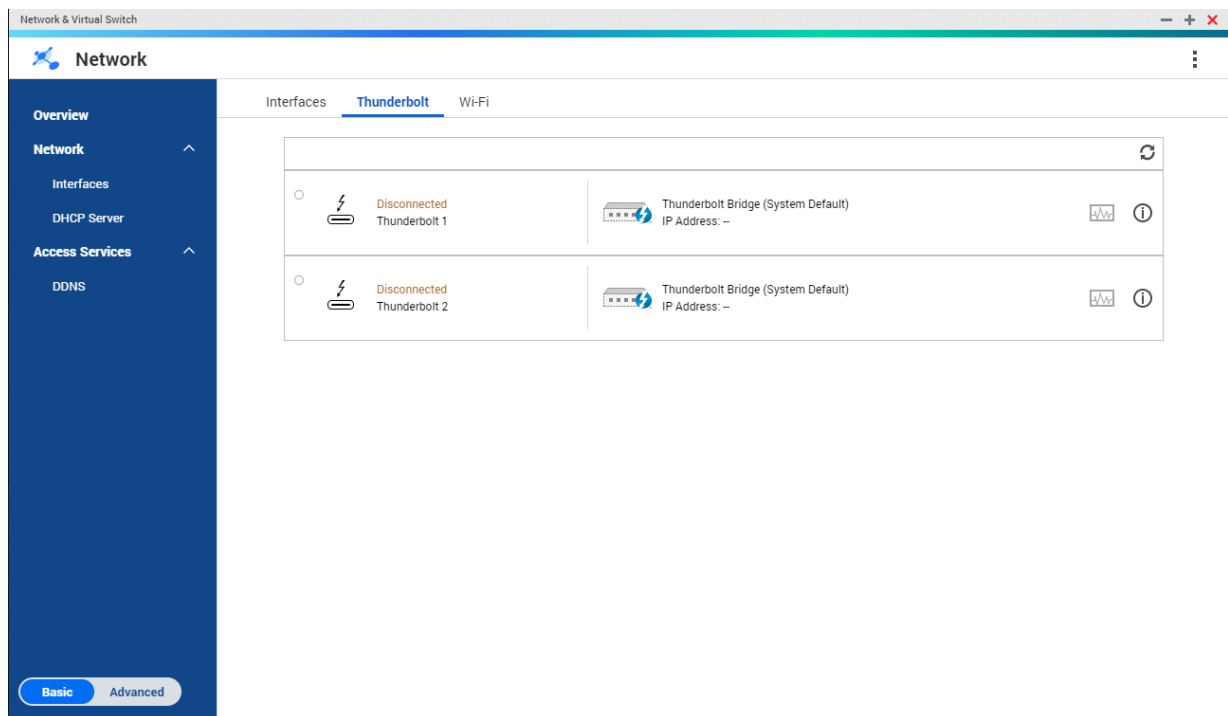 Network & Virtual Switch
Network
Overview
Network
Interfaces
DHCP Server
Access Services
DDNS
Basic
Advanced
Interfaces
Thunderbolt
Wi-Fi
Disconnected
Thunderbolt 1
Thunderbolt Bridge (System Default)
IP Address: --
Disconnected
Thunderbolt 2
Thunderbolt Bridge (System Default)
IP Address: --